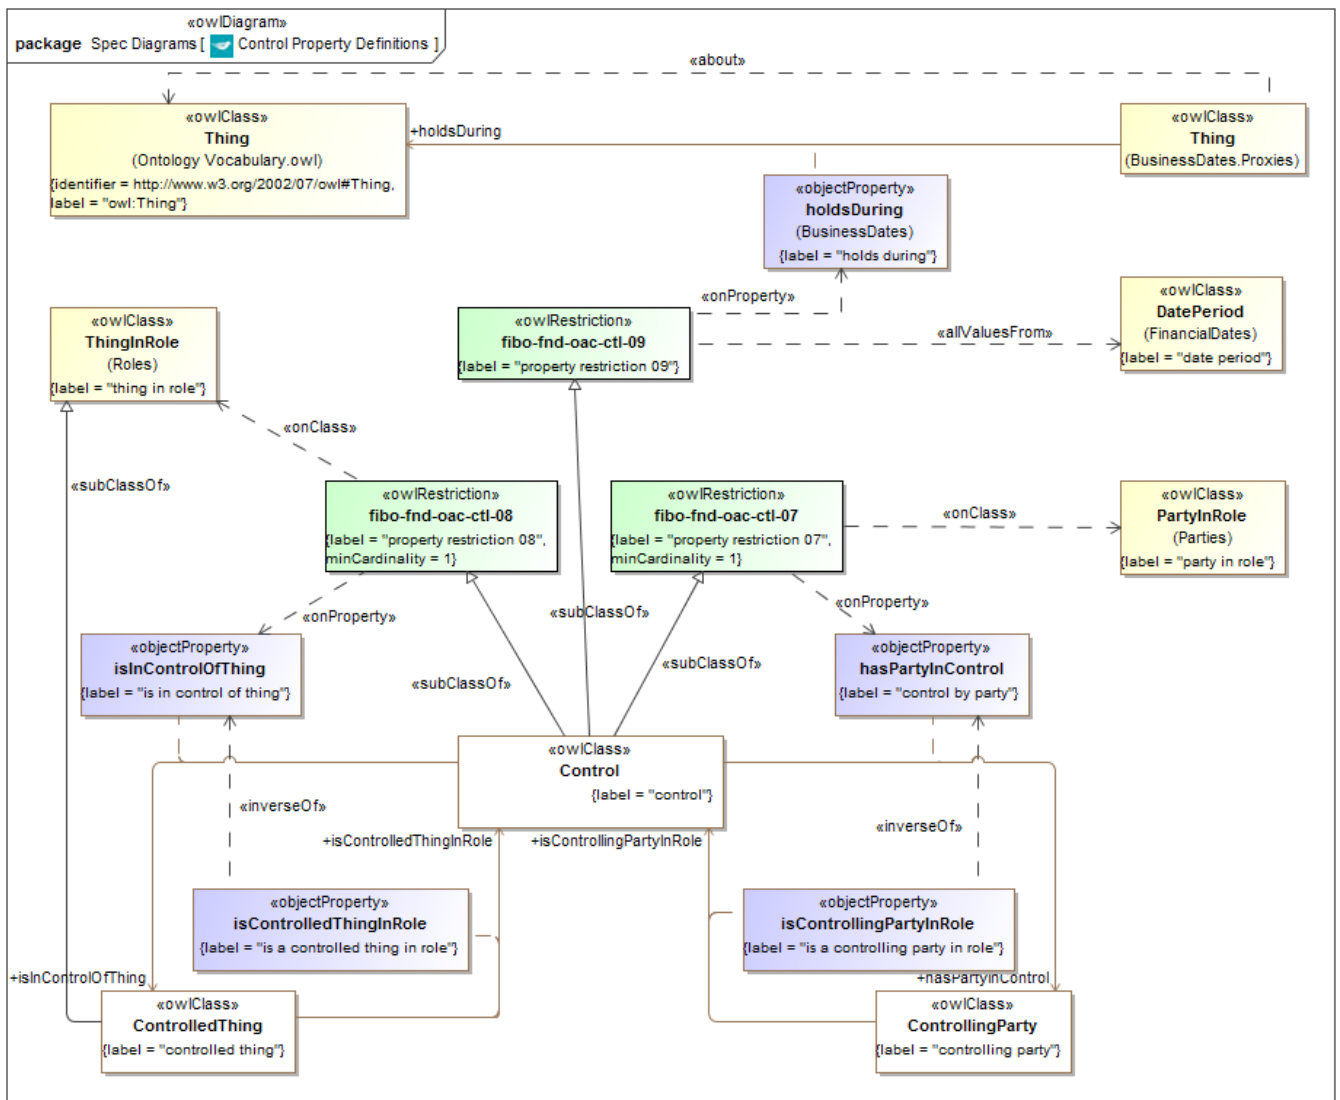 «owlDiagram»
package Spec Diagrams [ Control Property Definitions ]
«about»
«owlClass»
Thing
(Ontology Vocabulary.owl)
{identifier = http://www.w3.org/2002/07/owl#Thing,
label = "owl:Thing"}
+holdsDuring
«owlClass»
Thing
(BusinessDates.Proxies)
«objectProperty»
holdsDuring
(BusinessDates)
{label = "holds during"}
«onProperty»
«owlClass»
ThingInRole
(Roles)
{label = "thing in role"}
«owlRestriction»
fibo-fnd-oac-ctl-09
{label = "property restriction 09"}
«allValuesFrom»
«owlClass»
DatePeriod
(FinancialDates)
{label = "date period"}
«onClass»
«subClassOf»
«owlRestriction»
fibo-fnd-oac-ctl-08
{label = "property restriction 08",
minCardinality = 1}
«owlRestriction»
fibo-fnd-oac-ctl-07
{label = "property restriction 07",
minCardinality = 1}
«onClass»
«owlClass»
PartyInRole
(Parties)
{label = "party in role"}
«onProperty»
«subClassOf»
«onProperty»
«objectProperty»
isInControlOfThing
{label = "is in control of thing"}
«subClassOf»
«subClassOf»
«objectProperty»
hasPartyInControl
{label = "control by party"}
«owlClass»
Control
{label = "control"}
«inverseOf»
+isControlledThingInRole
+isControllingPartyInRole
«inverseOf»
«objectProperty»
isControlledThingInRole
{label = "is a controlled thing in role"}
«objectProperty»
isControllingPartyInRole
{label = "is a controlling party in role"}
+isInControlOfThing
+hasPartyInControl
«owlClass»
ControlledThing
{label = "controlled thing"}
«owlClass»
ControllingParty
{label = "controlling party"}